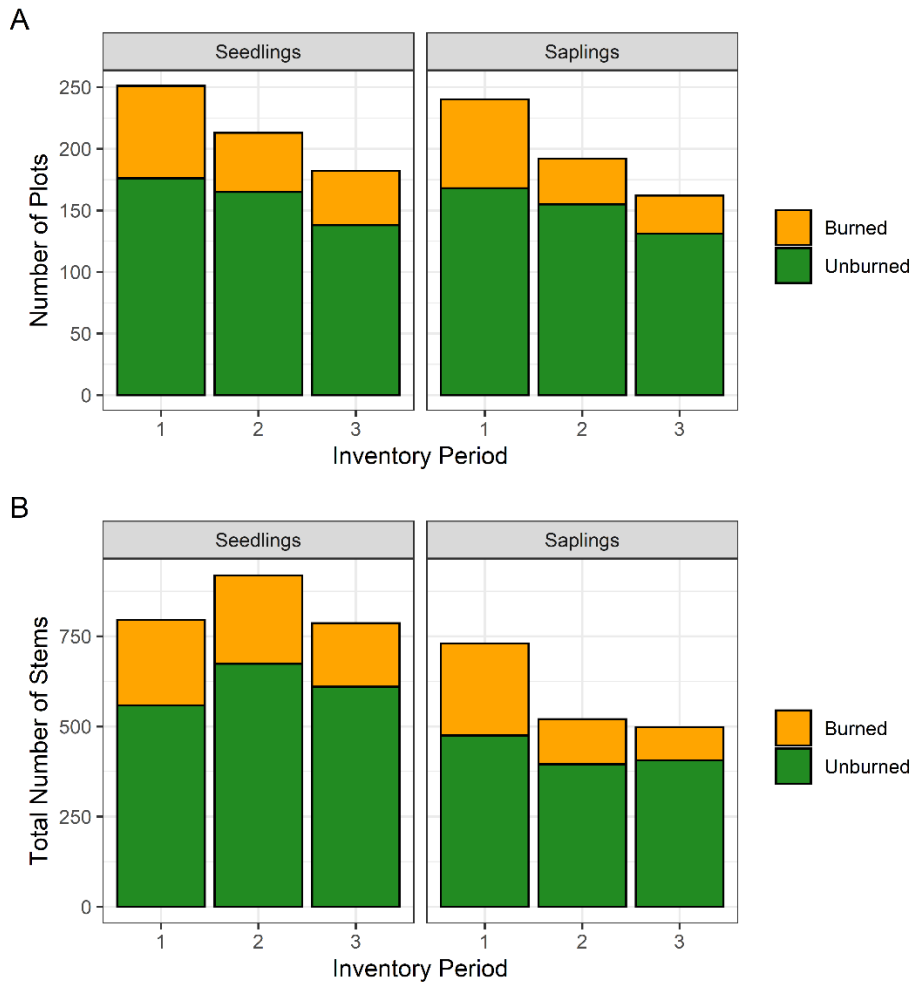 A
Seedlings Saplings
250
200
150
100
50
0
Number of Plots
1 2 3 1 2 3
Inventory Period
Burned
Unburned
B
Seedlings Saplings
750
500
250
0
Total Number of Stems
1 2 3 1 2 3
Inventory Period
Burned
Unburned